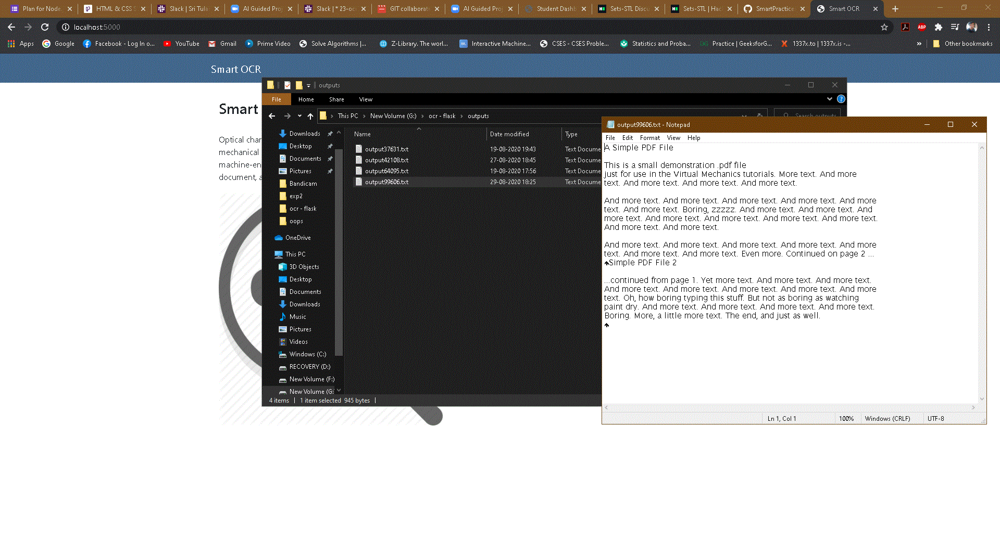 Plan for Node.
HTML & CSS S
Slack | Sri Tula
AI Guided Proj
Slack | * 23-oc
GIT collaborat
AI Guided Proj
Student Dashb
Sets-STL Discu
Sets-STL | Hac
SmartPractice
Smart OCR
localhost:5000
ABP
Apps
Google
Facebook - Log In o...
YouTube
Gmail
Prime Video
Solve Algorithms |...
Z-Library. The worl...
Interactive Machine...
CSES - CSES Proble...
Statistics and Proba...
Practice | GeeksforG...
1337x.to | 1337x.is -...
»
Other bookmarks
Smart OCR
Smart
Optical char
mechanical
machine-en
document, a
outputs
File Home Share View
This PC › New Volume (G:) › ocr - flask › outputs
Search outputs
Downloads
Desktop
Documents
Pictures
Bandicam
exp2
ocr - flask
oops
OneDrive
This PC
3D Objects
Desktop
Documents
Downloads
Music
Pictures
Videos
Windows (C:)
RECOVERY (D:)
New Volume (F:)
New Volume (G:
Name Date modified Type
output37631.txt 19-08-2020 19:43 Text Docume
output42108.txt 27-08-2020 18:45 Text Docume
output64095.txt 19-08-2020 17:56 Text Docume
output99606.txt 29-08-2020 18:25 Text Docume
4 items | 1 item selected 945 bytes |
output99606.txt - Notepad
File Edit Format View Help
A Simple PDF File
This is a small demonstration .pdf file
just for use in the Virtual Mechanics tutorials. More text. And more
text. And more text. And more text. And more text.
And more text. And more text. And more text. And more text. And more
text. And more text. Boring, zzzzz. And more text. And more text. And
more text. And more text. And more text. And more text. And more text.
And more text. And more text.
And more text. And more text. And more text. And more text. And more
text. And more text. And more text. Even more. Continued on page 2 ...
Simple PDF File 2
...continued from page 1. Yet more text. And more text. And more text.
And more text. And more text. And more text. And more text. And more
text. Oh, how boring typing this stuff. But not as boring as watching
paint dry. And more text. And more text. And more text. And more text.
Boring. More, a little more text. The end, and just as well.
Ln 1, Col 1 100% Windows (CRLF) UTF-8